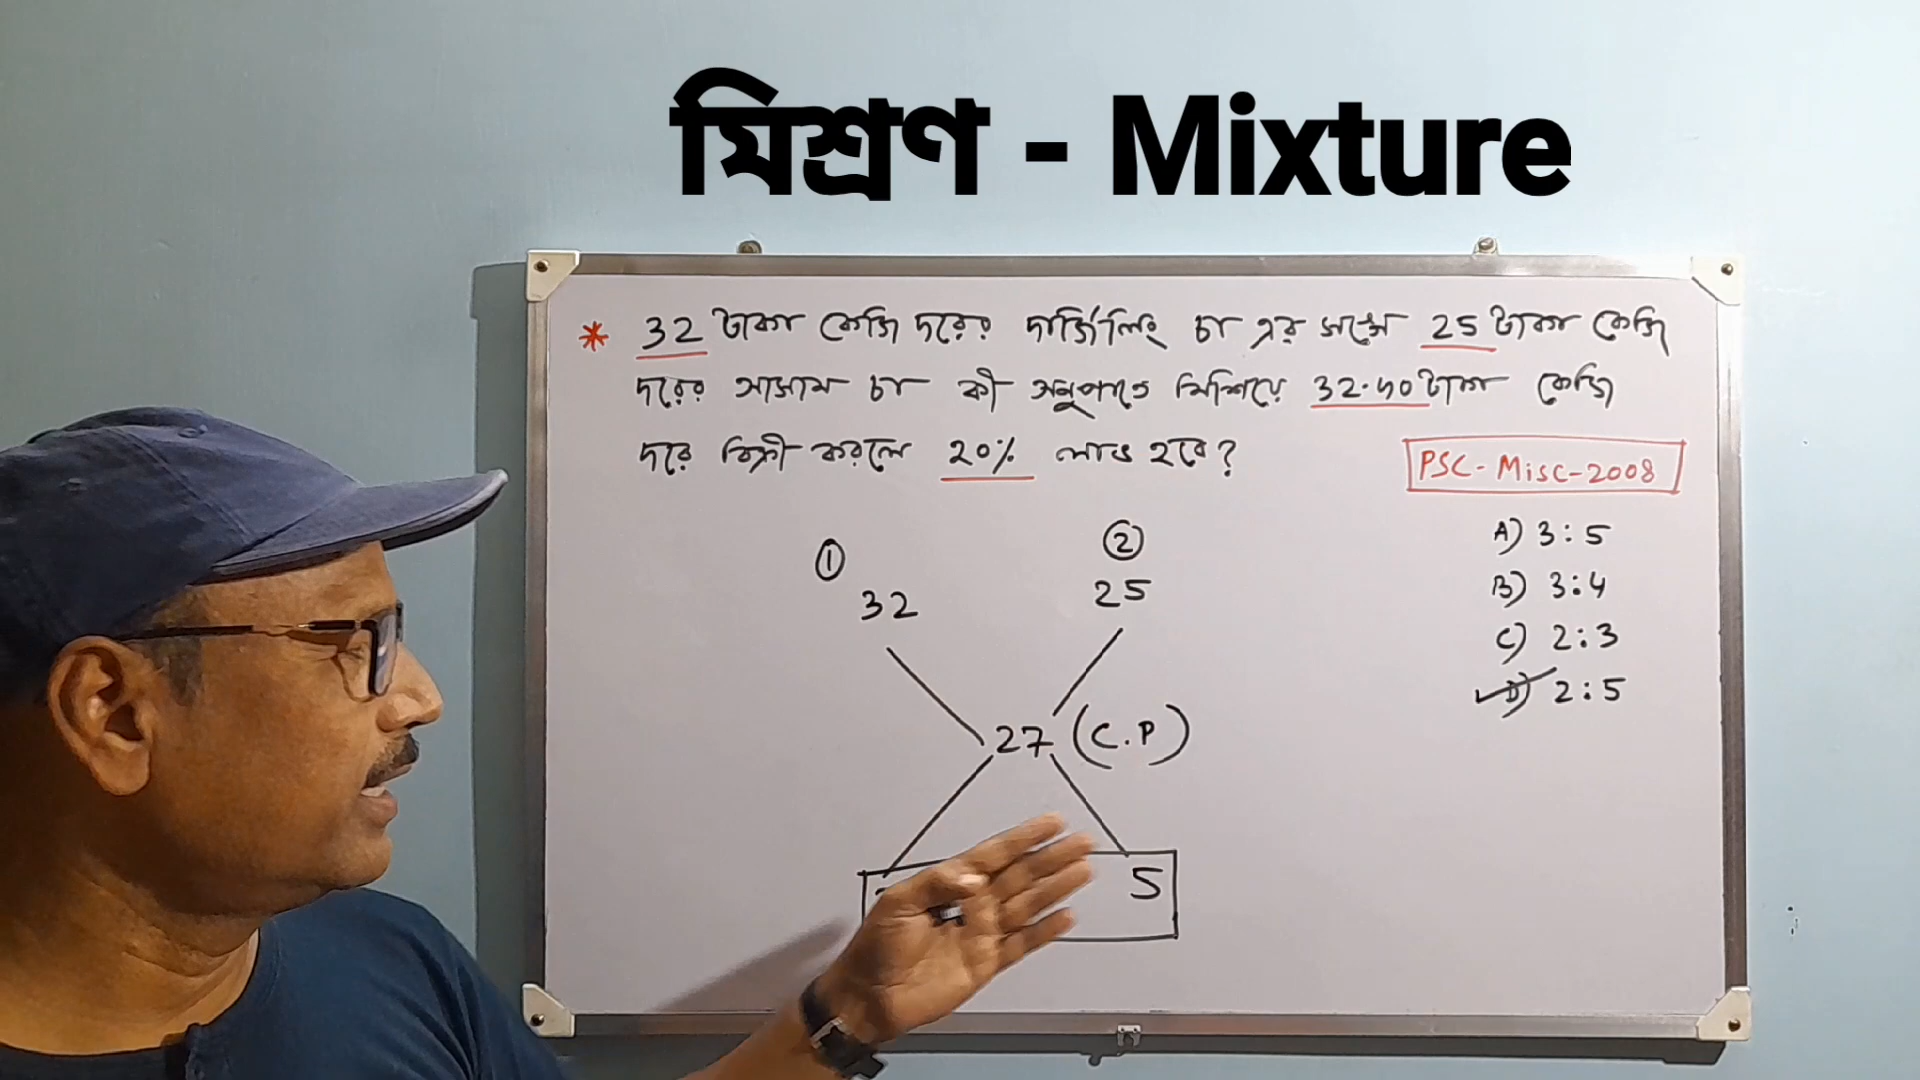 মিশ্রণ - Mixture
* 32 টাকা কেজি দরের দার্জিলিং চা এর সঙ্গে 25 টাকা কেজি
দরের আসাম চা কী অনুপাতে মিশিয়ে 32.40 টাকা কেজি
দরে বিক্রী করলে 20% লাভ হবে?
PSC - Misc - 2008
A) 3 : 5
B) 3 : 4
C) 2 : 3
D) 2 : 5
① ②
32 25
27 (C.P)
5